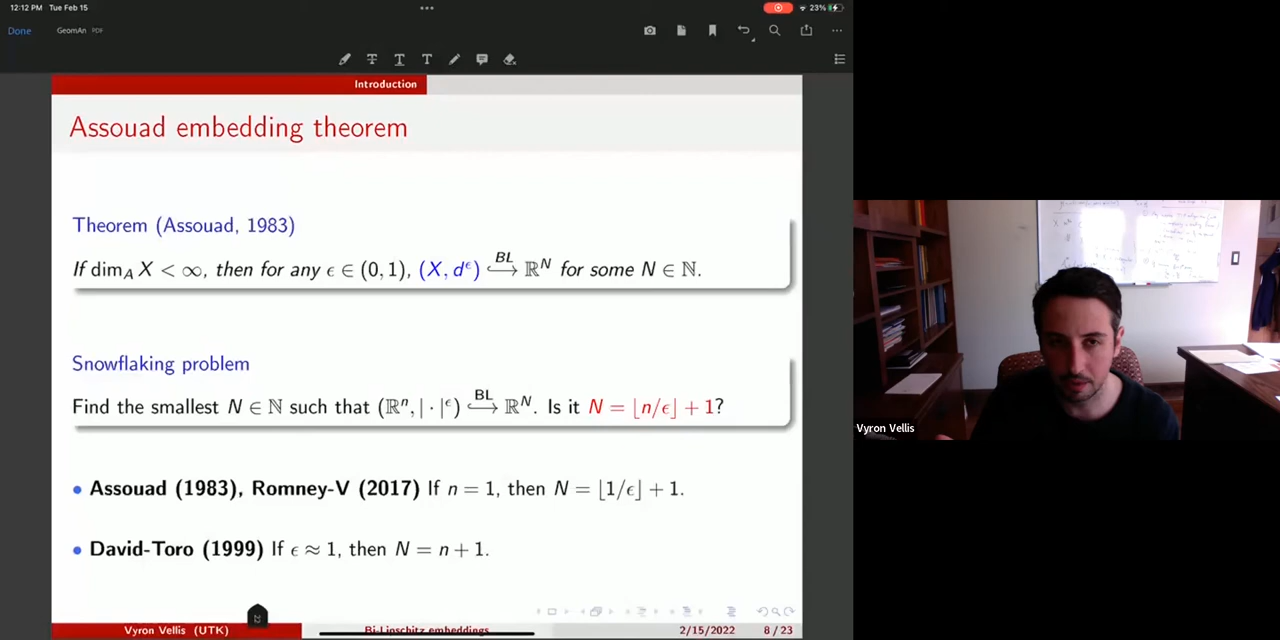 12:12 PM Tue Feb 15
23%
Done
GeomAn PDF
Introduction
Assouad embedding theorem
Theorem (Assouad, 1983)
If dim_A X < ∞, then for any ϵ ∈ (0, 1), (X, d^ϵ) ↪^BL ℝ^N for some N ∈ ℕ.
Snowflaking problem
Find the smallest N ∈ ℕ such that (ℝ^n, | · |^ϵ) ↪^BL ℝ^N. Is it N = ⌊n/ϵ⌋ + 1?
• Assouad (1983), Romney-V (2017) If n = 1, then N = ⌊1/ϵ⌋ + 1.
• David-Toro (1999) If ϵ ≈ 1, then N = n + 1.
Vyron Vellis (UTK)
Bi-Lipschitz embeddings
2/15/2022
8 / 23
Vyron Vellis